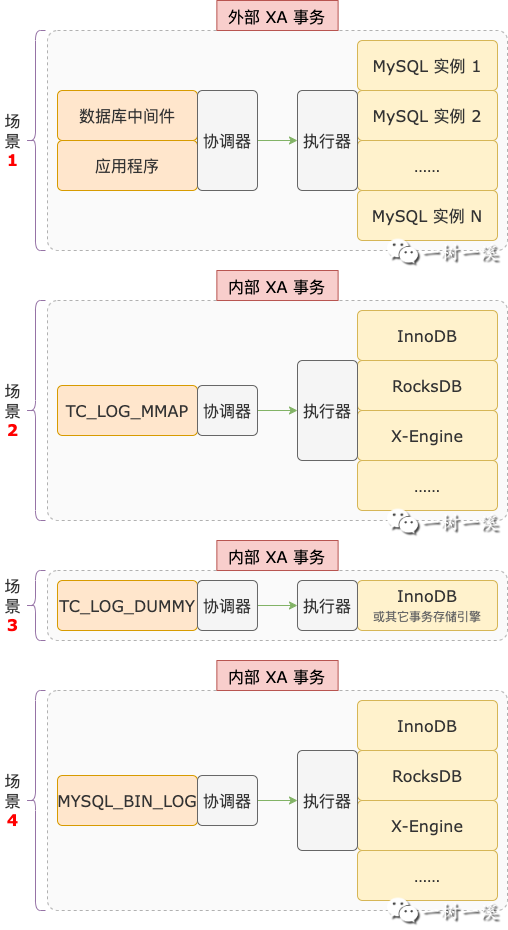 外部 XA 事务
场景1
数据库中间件
应用程序
协调器
执行器
MySQL 实例 1
MySQL 实例 2
......
MySQL 实例 N
一树一溪
内部 XA 事务
场景2
TC_LOG_MMAP
协调器
执行器
InnoDB
RocksDB
X-Engine
......
一树一溪
内部 XA 事务
场景3
TC_LOG_DUMMY
协调器
执行器
InnoDB
或其它事务存储引擎
内部 XA 事务
场景4
MYSQL_BIN_LOG
协调器
执行器
InnoDB
RocksDB
X-Engine
......
一树一溪